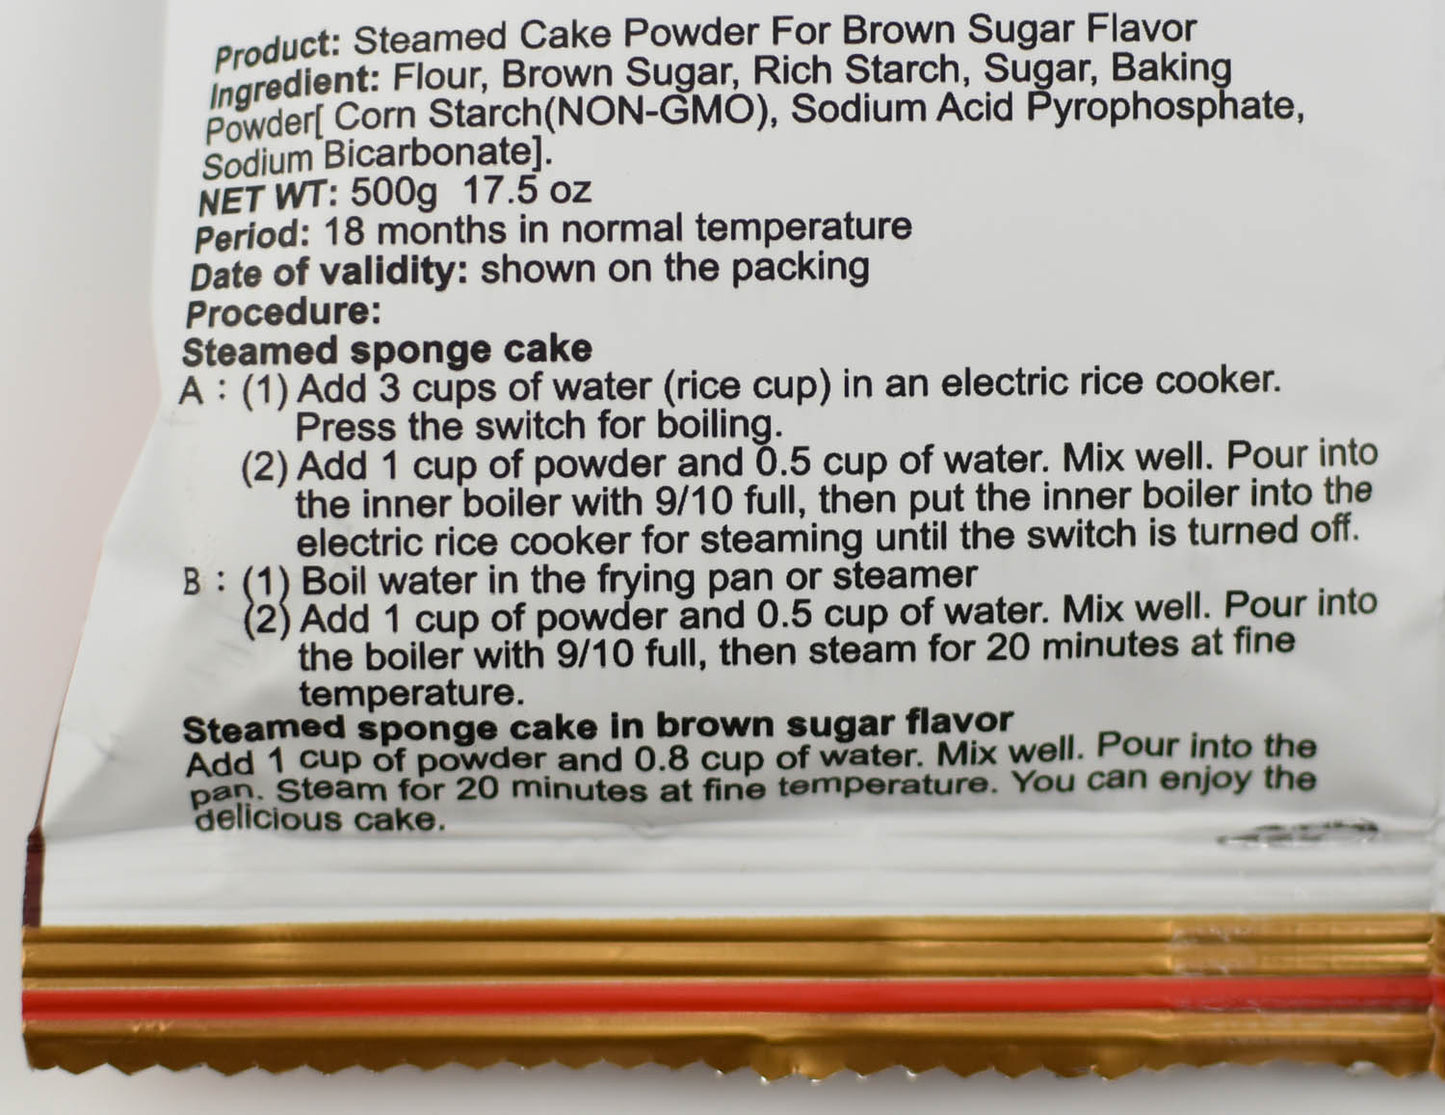 Product: Steamed Cake Powder For Brown Sugar Flavor
Ingredient: Flour, Brown Sugar, Rich Starch, Sugar, Baking
Powder[ Corn Starch(NON-GMO), Sodium Acid Pyrophosphate,
Sodium Bicarbonate].
NET WT: 500g 17.5 oz
Period: 18 months in normal temperature
Date of validity: shown on the packing
Procedure:
Steamed sponge cake
A : (1) Add 3 cups of water (rice cup) in an electric rice cooker.
Press the switch for boiling.
(2) Add 1 cup of powder and 0.5 cup of water. Mix well. Pour into
the inner boiler with 9/10 full, then put the inner boiler into the
electric rice cooker for steaming until the switch is turned off.
B : (1) Boil water in the frying pan or steamer
(2) Add 1 cup of powder and 0.5 cup of water. Mix well. Pour into
the boiler with 9/10 full, then steam for 20 minutes at fine
temperature.
Steamed sponge cake in brown sugar flavor
Add 1 cup of powder and 0.8 cup of water. Mix well. Pour into the
pan. Steam for 20 minutes at fine temperature. You can enjoy the
delicious cake.